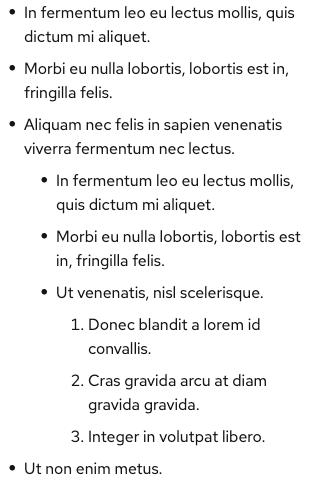 • In fermentum leo eu lectus mollis, quis
dictum mi aliquet.
• Morbi eu nulla lobortis, lobortis est in,
fringilla felis.
• Aliquam nec felis in sapien venenatis
viverra fermentum nec lectus.
• In fermentum leo eu lectus mollis,
quis dictum mi aliquet.
• Morbi eu nulla lobortis, lobortis est
in, fringilla felis.
• Ut venenatis, nisl scelerisque.
1. Donec blandit a lorem id
convallis.
2. Cras gravida arcu at diam
gravida gravida.
3. Integer in volutpat libero.
• Ut non enim metus.